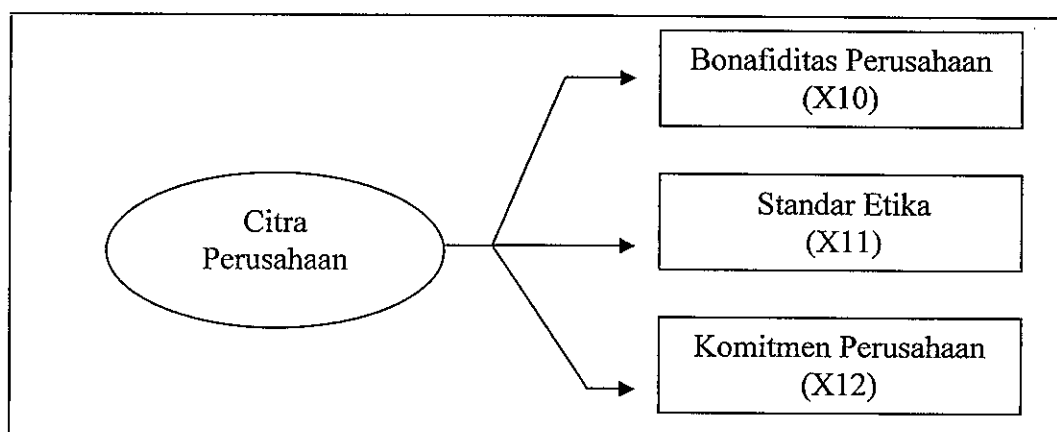 Citra
Perusahaan
Bonafiditas Perusahaan
(X10)
Standar Etika
(X11)
Komitmen Perusahaan
(X12)